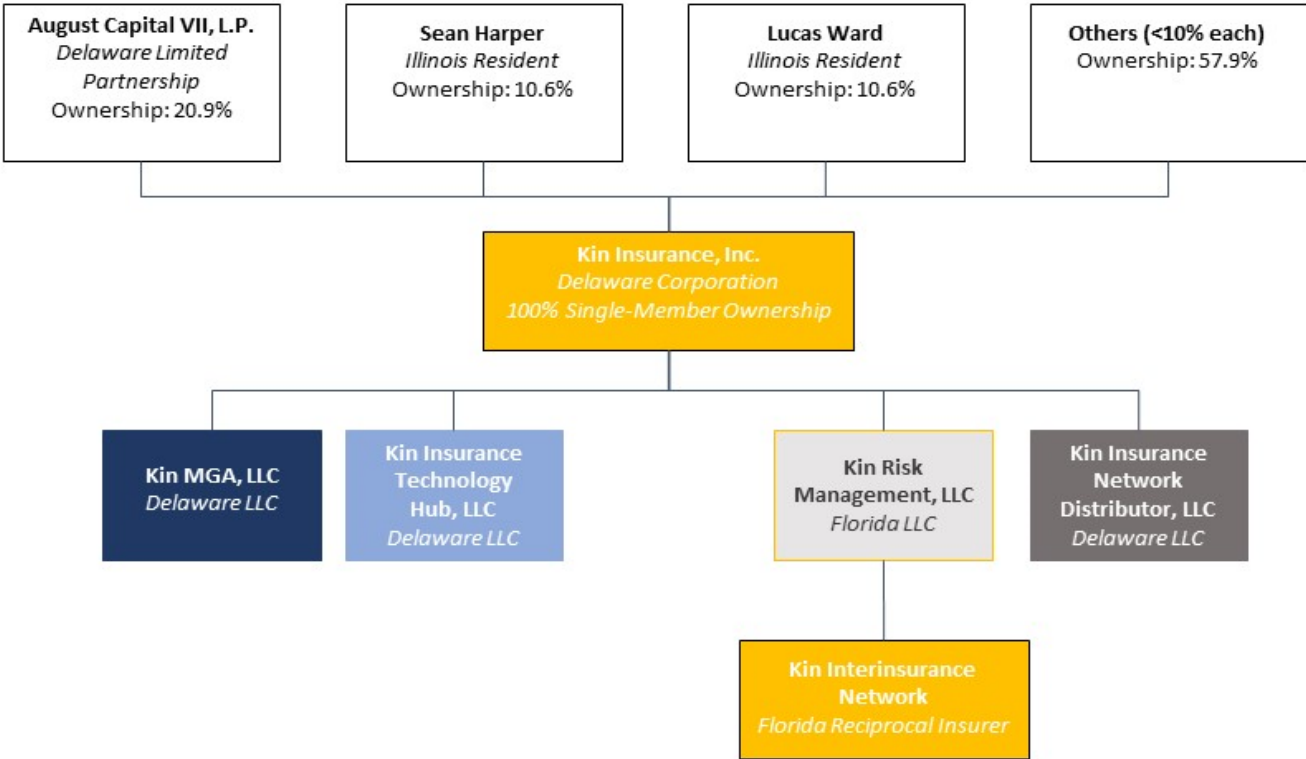 August Capital VII, L.P.
Delaware Limited
Partnership
Ownership: 20.9%
Sean Harper
Illinois Resident
Ownership: 10.6%
Lucas Ward
Illinois Resident
Ownership: 10.6%
Others (<10% each)
Ownership: 57.9%
Kin Insurance, Inc.
Delaware Corporation
100% Single-Member Ownership
Kin MGA, LLC
Delaware LLC
Kin Insurance
Technology
Hub, LLC
Delaware LLC
Kin Risk
Management, LLC
Florida LLC
Kin Insurance
Network
Distributor, LLC
Delaware LLC
Kin Interinsurance
Network
Florida Reciprocal Insurer